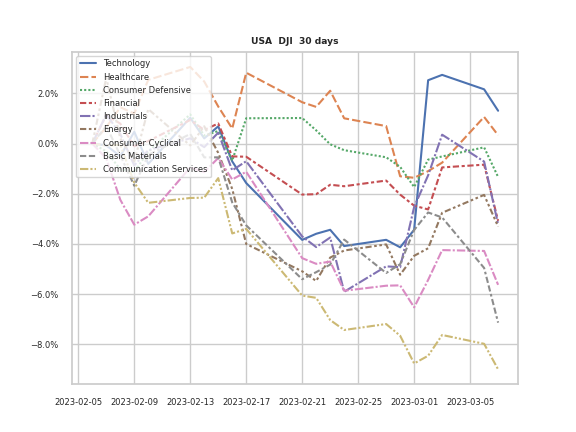 USA  DJI  30 days
Technology
Healthcare
Consumer Defensive
Financial
Industrials
Energy
Consumer Cyclical
Basic Materials
Communication Services
2.0%
0.0%
−2.0%
−4.0%
−6.0%
−8.0%
2023-02-05 2023-02-09 2023-02-13 2023-02-17 2023-02-21 2023-02-25 2023-03-01 2023-03-05